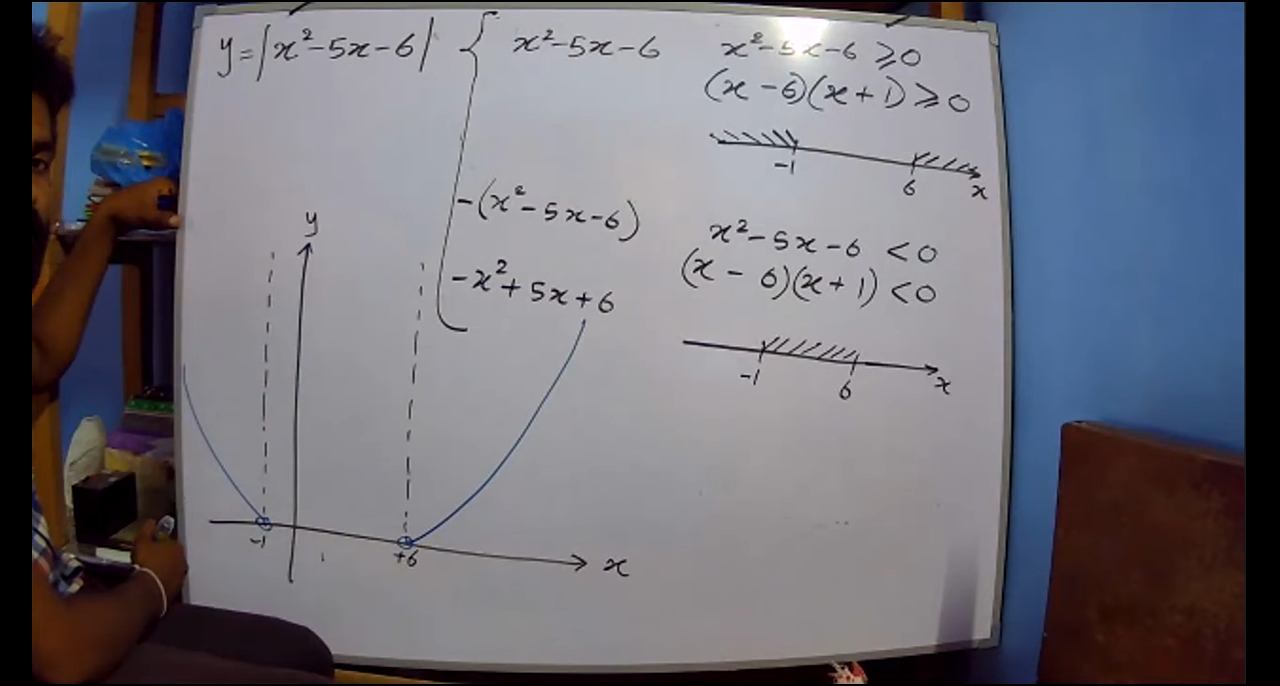 y=|x²-5x-6| { x²-5x-6 x²-5x-6 ≥0
(x-6)(x+1) ≥0
-1 6 x
-(x²-5x-6)
-x²+5x+6
x²-5x-6 <0
(x-6)(x+1) <0
-1 6 x
y
-1 +6 x